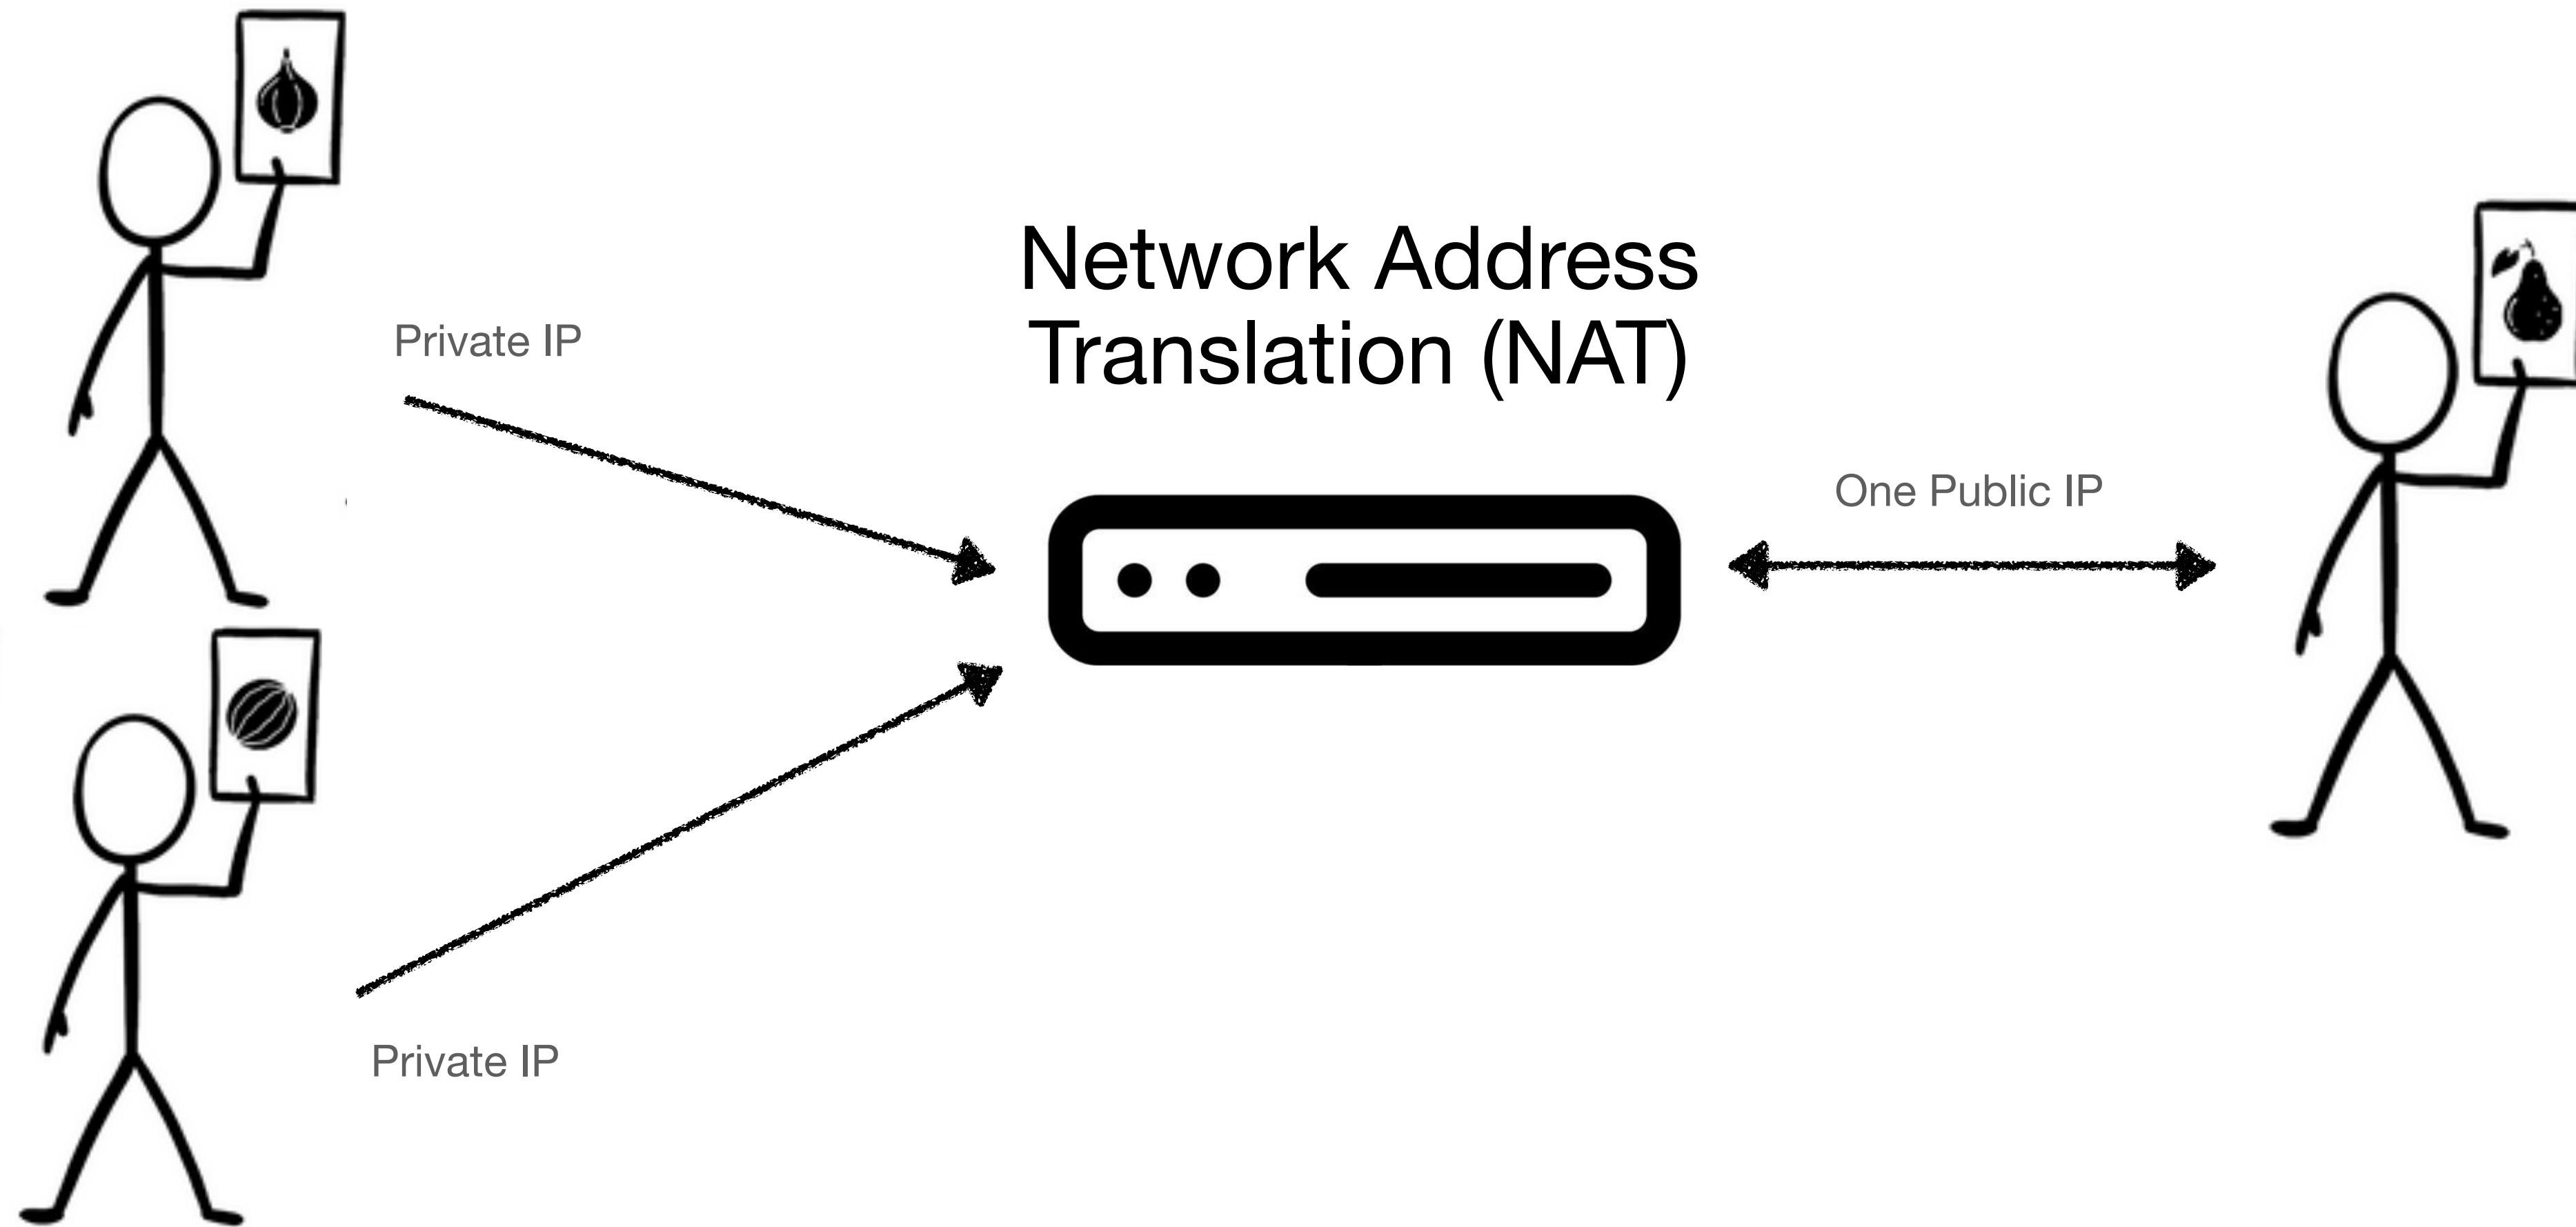 Network Address
Translation (NAT)
Private IP
One Public IP
Private IP